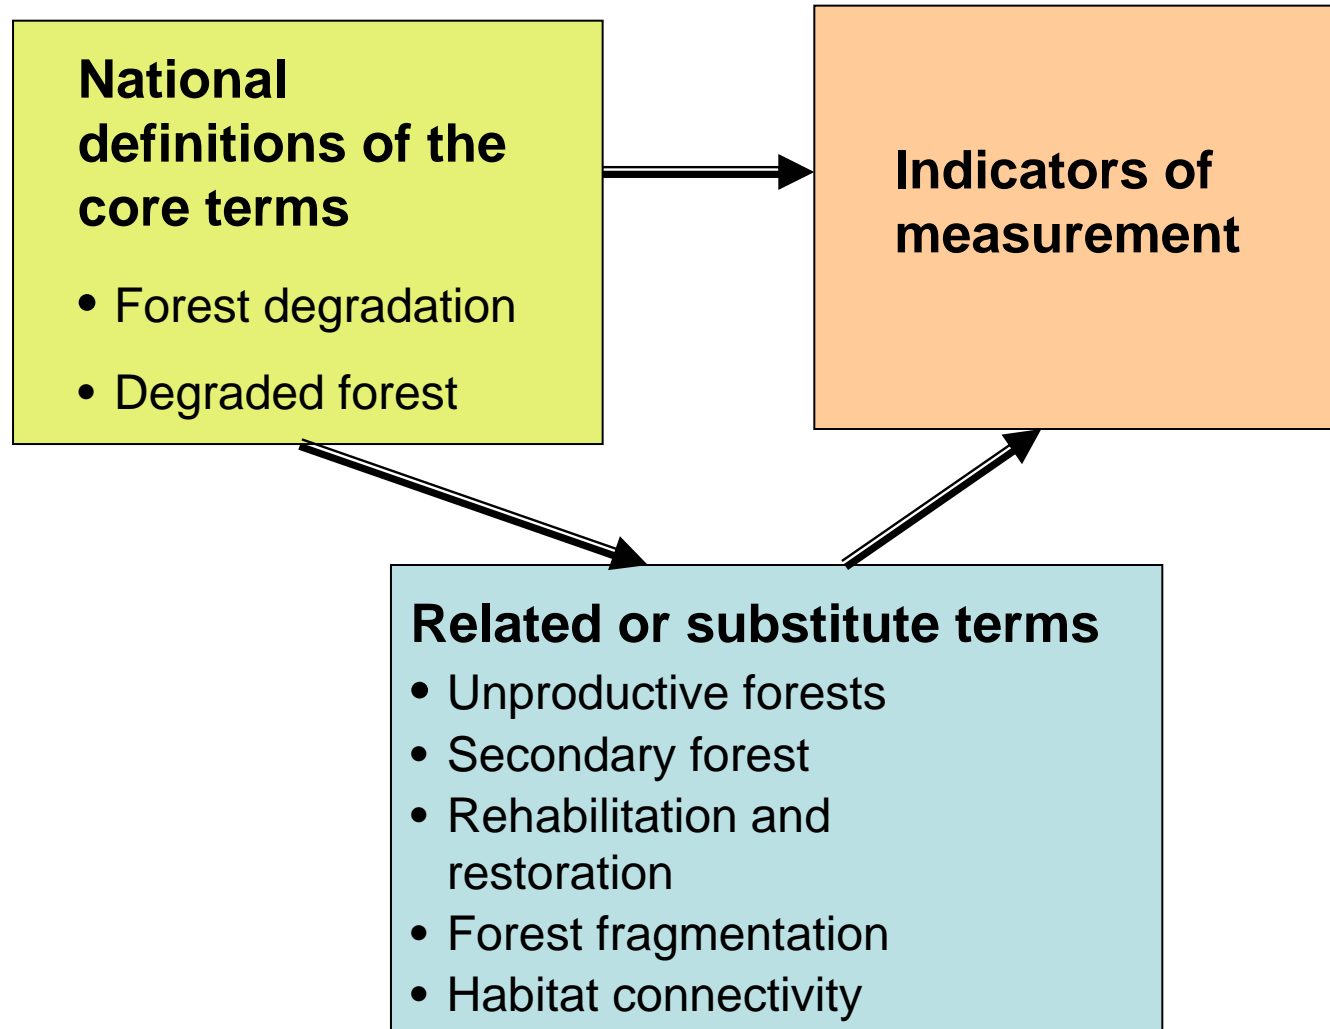 National
definitions of the
core terms
• Forest degradation
• Degraded forest
Indicators of
measurement
Related or substitute terms
• Unproductive forests
• Secondary forest
• Rehabilitation and
restoration
• Forest fragmentation
• Habitat connectivity